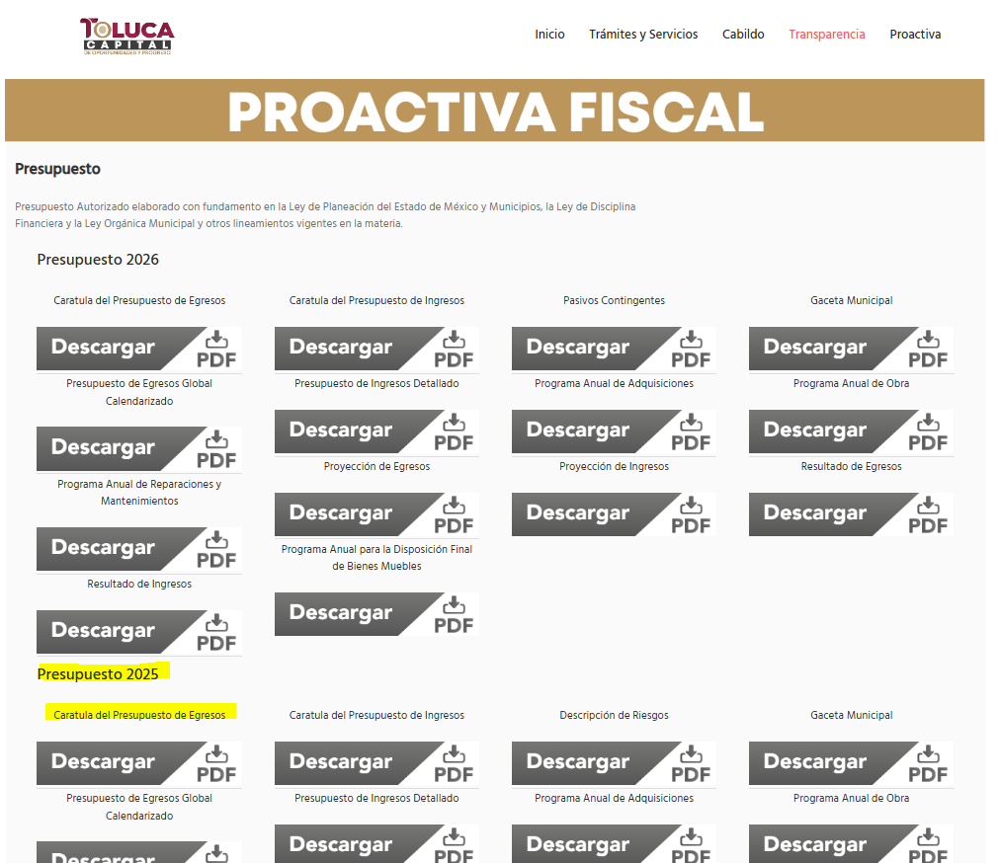 TOLUCA
CAPITAL
DE OPORTUNIDADES Y PROGRESO
Inicio
Trámites y Servicios
Cabildo
Transparencia
Proactiva
PROACTIVA FISCAL
Presupuesto
Presupuesto Autorizado elaborado con fundamento en la Ley de Planeación del Estado de México y Municipios, la Ley de Disciplina
Financiera y la Ley Orgánica Municipal y otros lineamientos vigentes en la materia.
Presupuesto 2026
Caratula del Presupuesto de Egresos
Descargar PDF
Presupuesto de Egresos Global
Calendarizado
Descargar PDF
Programa Anual de Reparaciones y
Mantenimientos
Descargar PDF
Resultado de Ingresos
Descargar PDF
Caratula del Presupuesto de Ingresos
Descargar PDF
Presupuesto de Ingresos Detallado
Descargar PDF
Proyección de Egresos
Descargar PDF
Programa Anual para la Disposición Final
de Bienes Muebles
Descargar PDF
Pasivos Contingentes
Descargar PDF
Programa Anual de Adquisiciones
Descargar PDF
Proyección de Ingresos
Descargar PDF
Gaceta Municipal
Descargar PDF
Programa Anual de Obra
Descargar PDF
Resultado de Egresos
Descargar PDF
Presupuesto 2025
Caratula del Presupuesto de Egresos
Descargar PDF
Presupuesto de Egresos Global
Calendarizado
Descargar
Caratula del Presupuesto de Ingresos
Descargar PDF
Presupuesto de Ingresos Detallado
Descargar PDF
Descripción de Riesgos
Descargar PDF
Programa Anual de Adquisiciones
Descargar PDF
Gaceta Municipal
Descargar PDF
Programa Anual de Obra
Descargar PDF